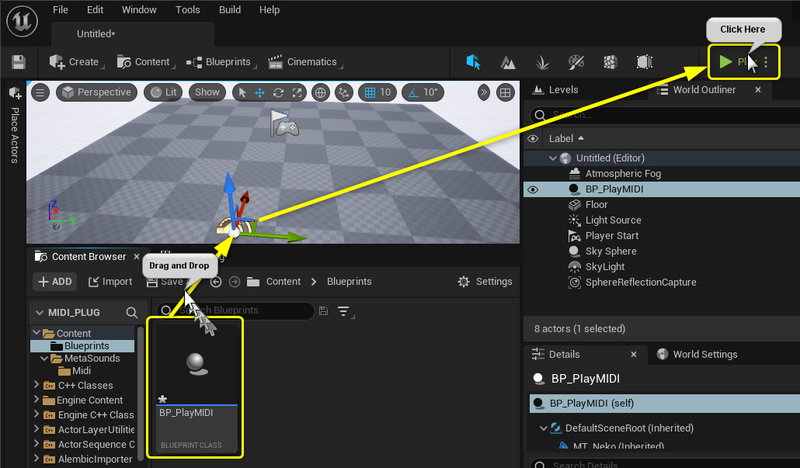 File Edit Window Tools Build Help
Click Here
Untitled•
Create Content Blueprints Cinematics
Perspective Lit Show 10 10°
Levels World Outliner
Place Actors
Search...
Label
Untitled (Editor)
Atmospheric Fog
BP_PlayMIDI
Floor
Light Source
Player Start
Sky Sphere
SkyLight
SphereReflectionCapture
8 actors (1 selected)
Content Browser
Drag and Drop
ADD Import Save Content Blueprints Settings
MIDI_PLUG
Search Blueprints
Content
Blueprints
MetaSounds
Midi
C++ Classes
Engine Content
Engine C++ Class
ActorLayerUtilitie
ActorSequence C
AlembicImporter
BP_PlayMIDI
BLUEPRINT CLASS
Details World Settings
BP_PlayMIDI
BP_PlayMIDI (self)
DefaultSceneRoot (Inherited)
MT_Neko (Inherited)
Search Details